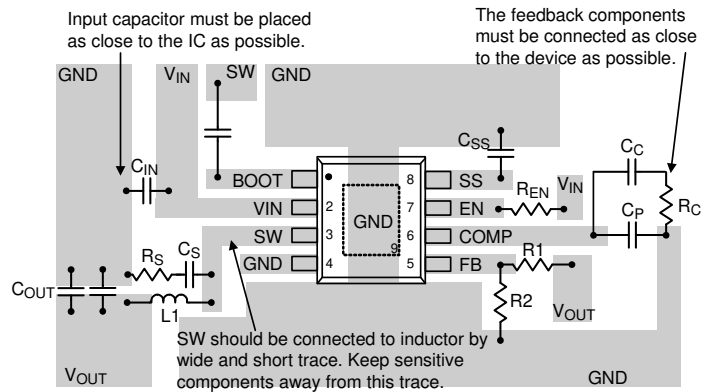 Input capacitor must be placed
as close to the IC as possible.
The feedback components
must be connected as close
to the device as possible.
GND
VIN
SW
GND
CSS
CC
CIN
BOOT
8
SS
REN
VIN
RC
VIN
2
7
EN
CP
GND
SW
3
6
COMP
RS
CS
9
GND
4
5
FB
R1
COUT
L1
R2
VOUT
SW should be connected to inductor by
wide and short trace. Keep sensitive
components away from this trace.
VOUT
GND